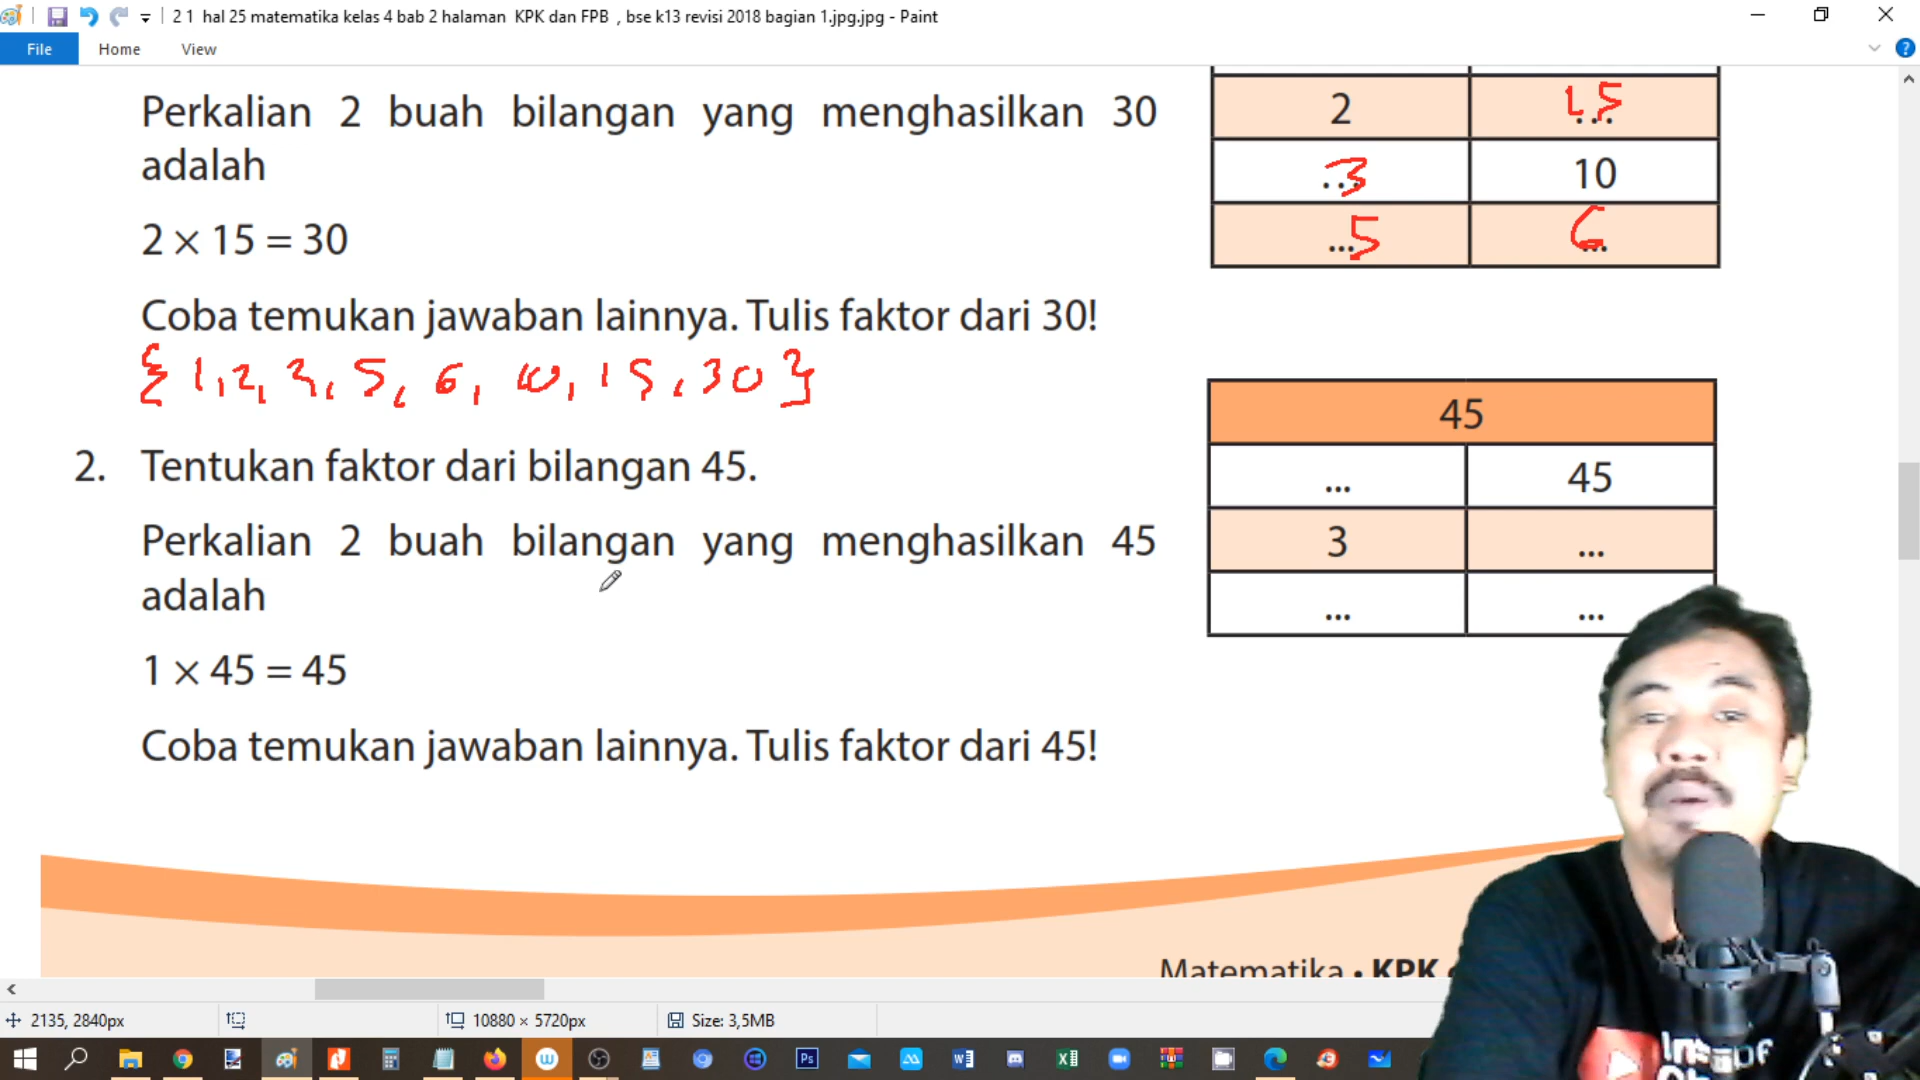 2 1 hal 25 matematika kelas 4 bab 2 halaman KPK dan FPB , bse k13 revisi 2018 bagian 1.jpg.jpg - Paint
File Home View
Perkalian 2 buah bilangan yang menghasilkan 30
adalah
2 × 15 = 30
Coba temukan jawaban lainnya. Tulis faktor dari 30!
{ 1, 2, 3, 5, 6, 10, 15, 30 }
2 15
...3 10
...5 6...
2. Tentukan faktor dari bilangan 45.
Perkalian 2 buah bilangan yang menghasilkan 45
adalah
1 × 45 = 45
Coba temukan jawaban lainnya. Tulis faktor dari 45!
45
... 45
3 ...
... ...
Matematika • KPK
2135, 2840px
10880 × 5720px
Size: 3,5MB
Ps